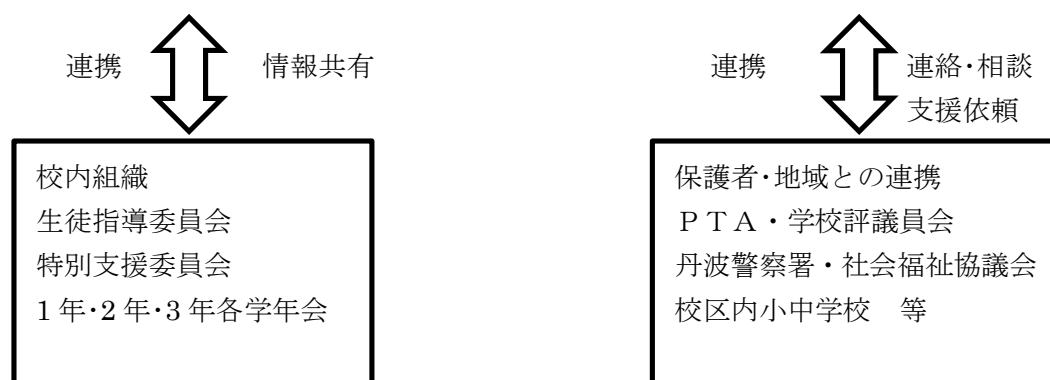 連携
情報共有
連携
連絡･相談
支援依頼
校内組織
生徒指導委員会
特別支援委員会
1年･2年･3年各学年会
保護者･地域との連携
ＰＴＡ・学校評議員会
丹波警察署・社会福祉協議会
校区内小中学校　等